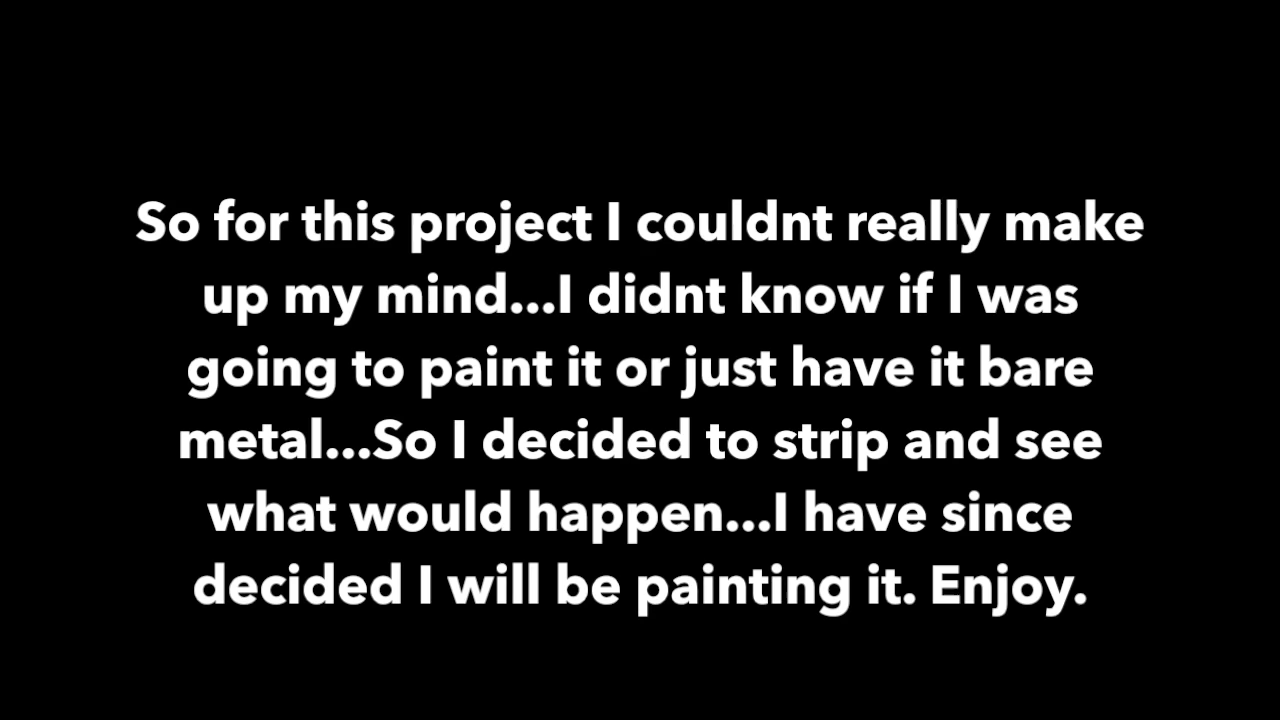 So for this project I couldnt really make
up my mind...I didnt know if I was
going to paint it or just have it bare
metal...So I decided to strip and see
what would happen...I have since
decided I will be painting it. Enjoy.